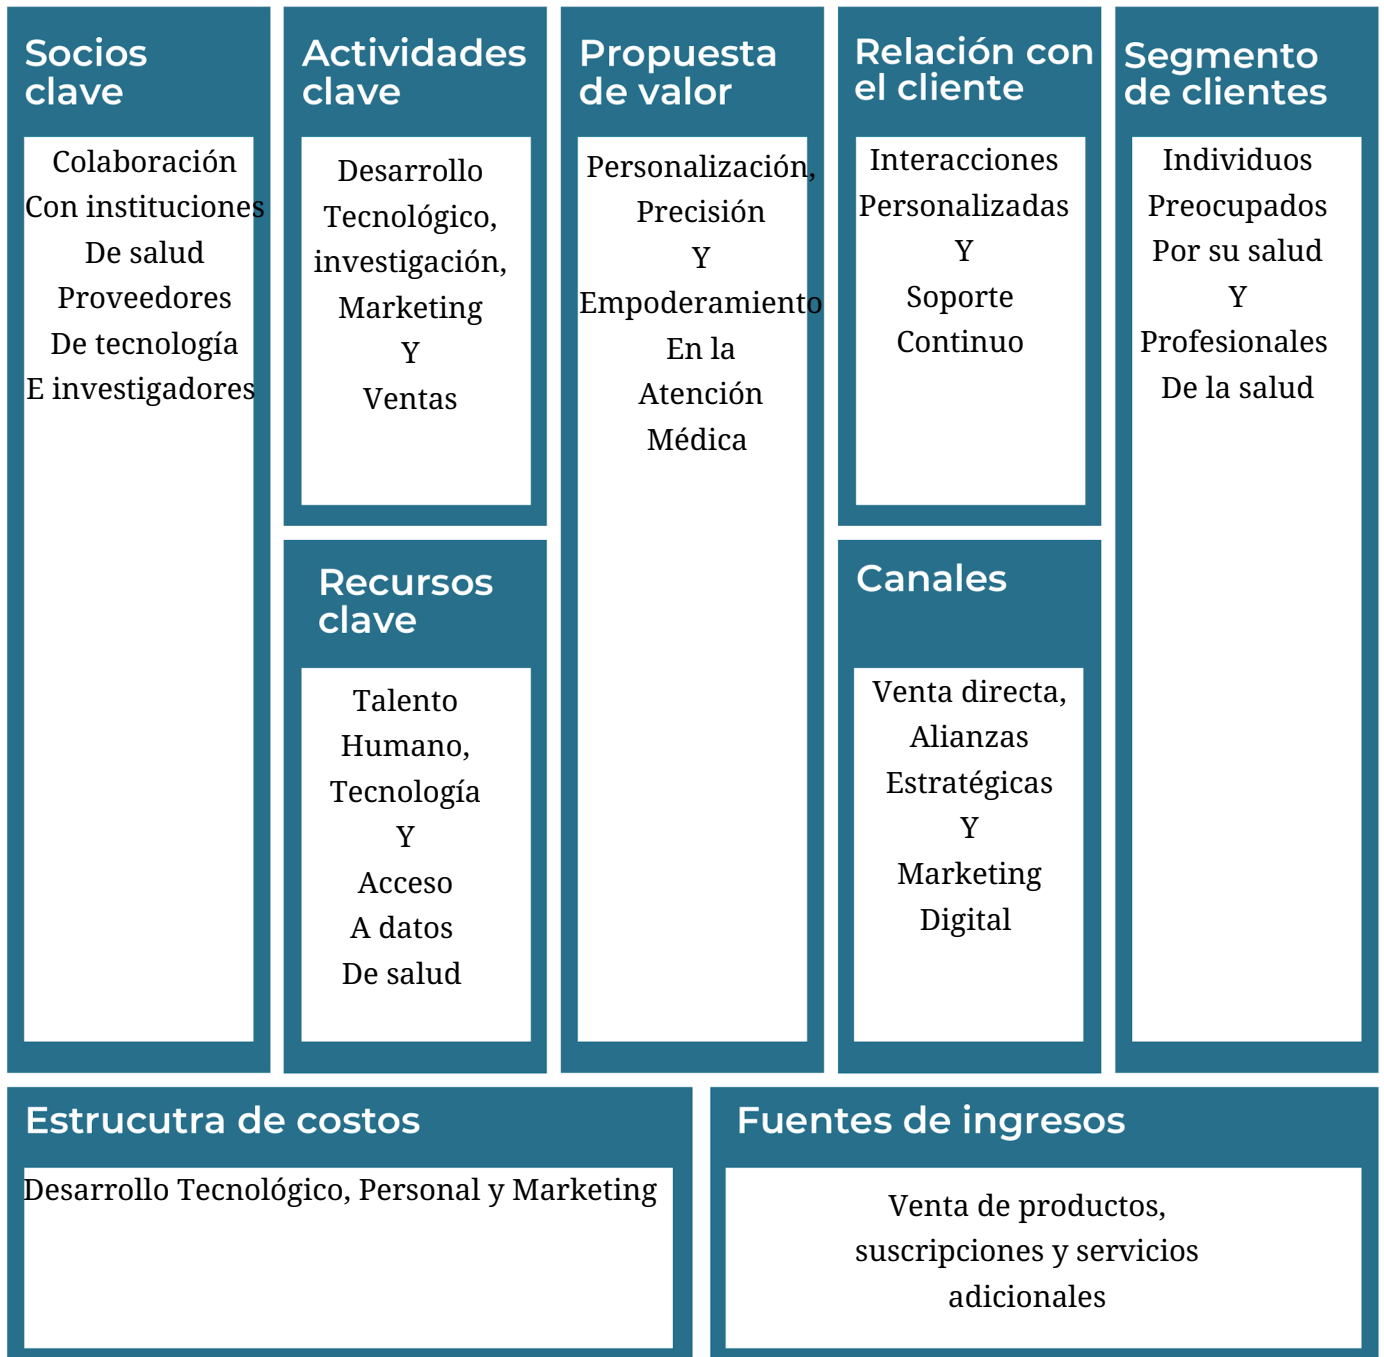 Socios
clave
Colaboración
Con instituciones
De salud
Proveedores
De tecnología
E investigadores
Actividades
clave
Desarrollo
Tecnológico,
investigación,
Marketing
Y
Ventas
Recursos
clave
Talento
Humano,
Tecnología
Y
Acceso
A datos
De salud
Propuesta
de valor
Personalización,
Precisión
Y
Empoderamiento
En la
Atención
Médica
Relación con
el cliente
Interacciones
Personalizadas
Y
Soporte
Continuo
Canales
Venta directa,
Alianzas
Estratégicas
Y
Marketing
Digital
Segmento
de clientes
Individuos
Preocupados
Por su salud
Y
Profesionales
De la salud
Estrucutra de costos
Desarrollo Tecnológico, Personal y Marketing
Fuentes de ingresos
Venta de productos,
suscripciones y servicios
adicionales